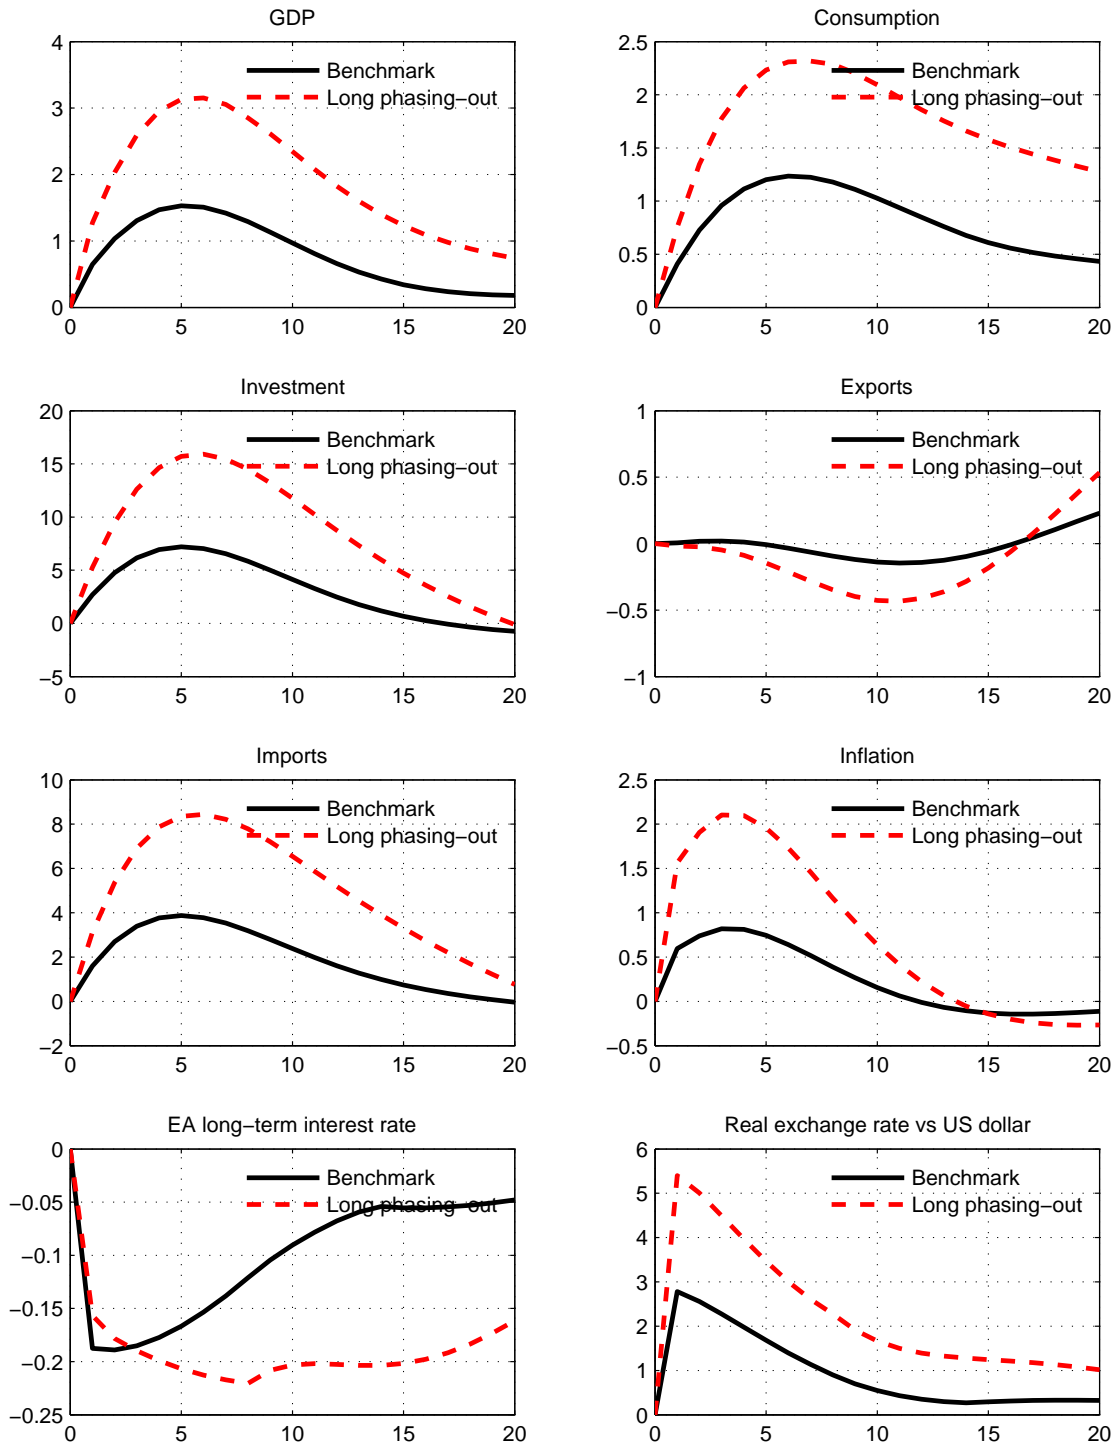 GDP
4
3
2
1
0
0 5 10 15 20
Benchmark
Long phasing−out
Consumption
2.5
2
1.5
1
0.5
0
0 5 10 15 20
Benchmark
Long phasing−out
Investment
20
15
10
5
0
−5
0 5 10 15 20
Benchmark
Long phasing−out
Exports
1
0.5
0
−0.5
−1
0 5 10 15 20
Benchmark
Long phasing−out
Imports
10
8
6
4
2
0
−2
0 5 10 15 20
Benchmark
Long phasing−out
Inflation
2.5
2
1.5
1
0.5
0
−0.5
0 5 10 15 20
Benchmark
Long phasing−out
EA long−term interest rate
0
−0.05
−0.1
−0.15
−0.2
−0.25
0 5 10 15 20
Benchmark
Long phasing−out
Real exchange rate vs US dollar
6
5
4
3
2
1
0
0 5 10 15 20
Benchmark
Long phasing−out